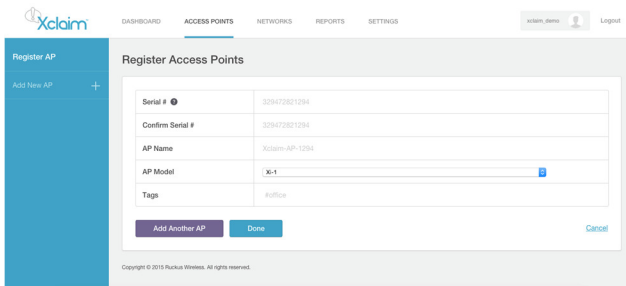 Xclaim
DASHBOARD ACCESS POINTS NETWORKS REPORTS SETTINGS xclaim_demo Logout
Register AP
Add New AP +
Register Access Points
Serial # ?
329472821294
Confirm Serial #
329472821294
AP Name
Xclaim-AP-1294
AP Model
Xi-1
Tags
#office
Add Another AP Done Cancel
Copyright © 2015 Ruckus Wireless. All rights reserved.